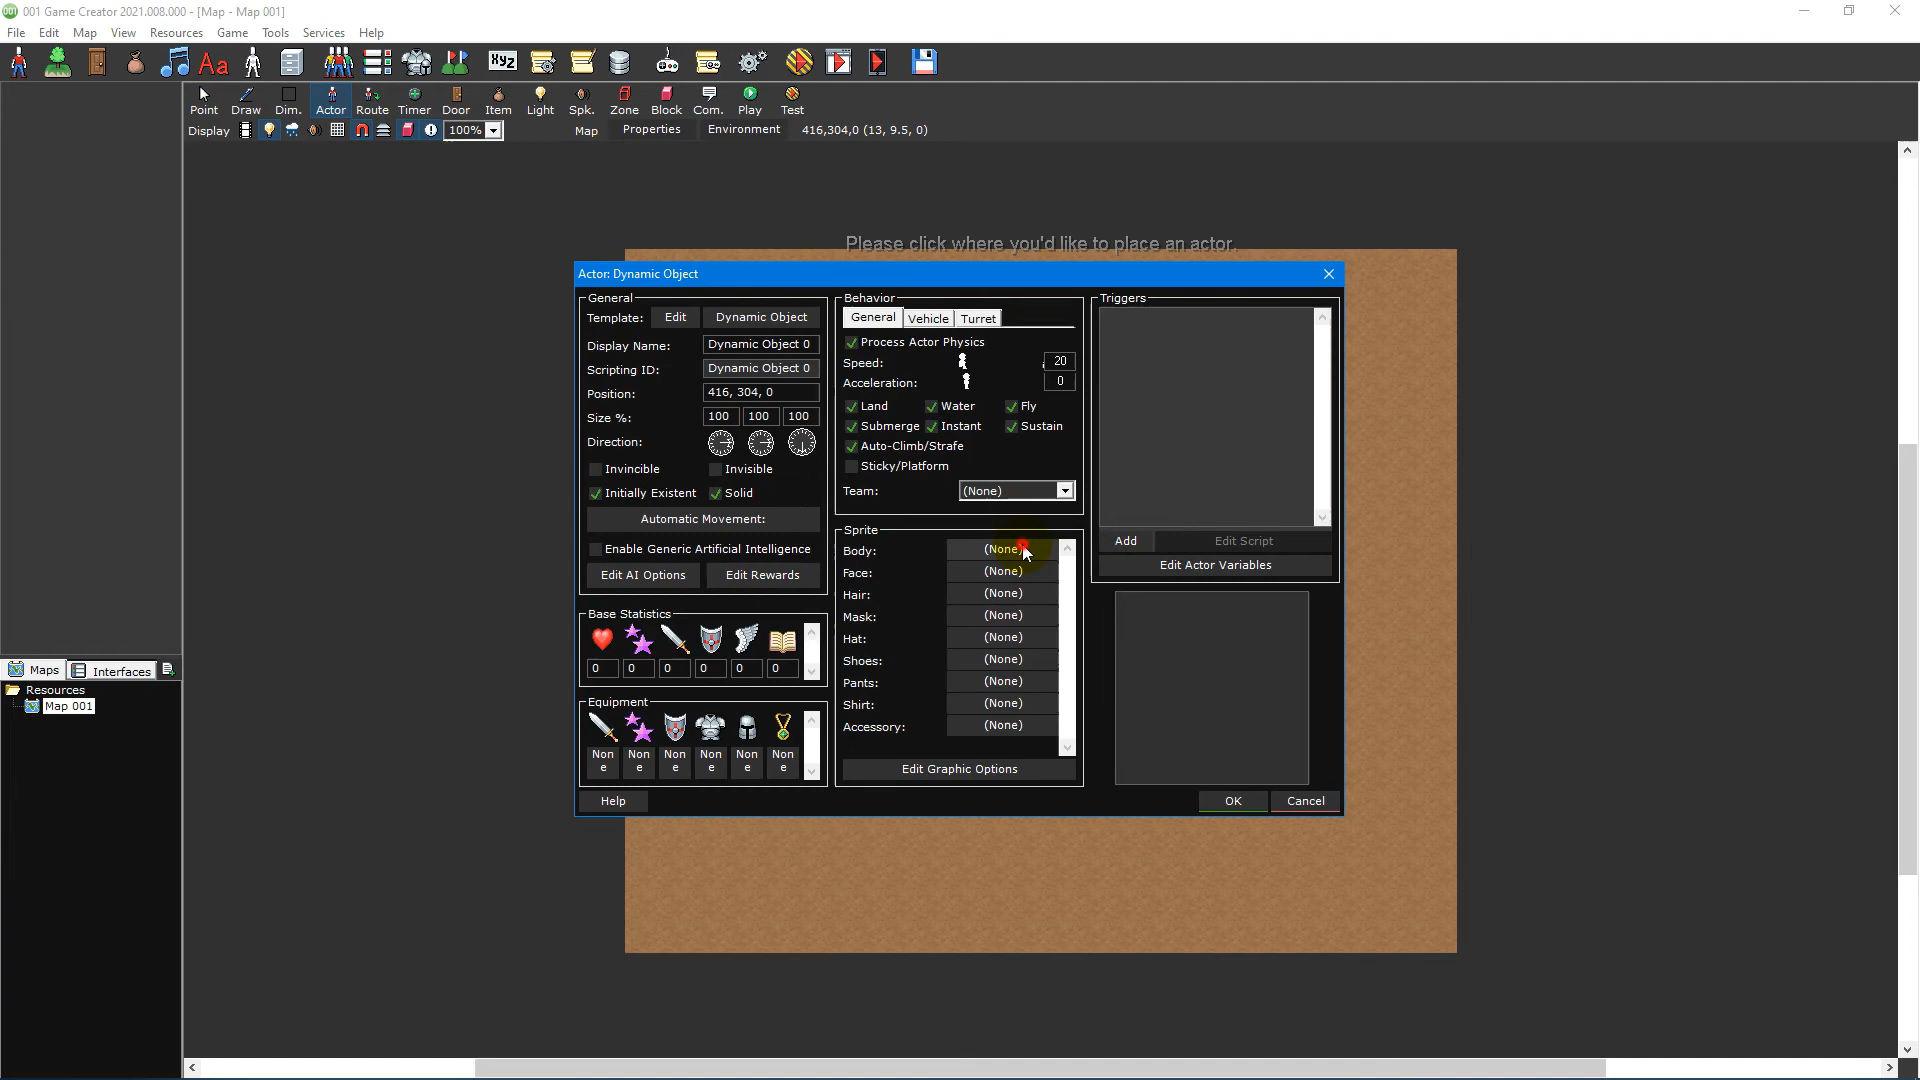 001 Game Creator 2021.008.000 - [Map - Map 001]
File Edit Map View Resources Game Tools Services Help
Point Draw Dim. Actor Route Timer Door Item Light Spk. Zone Block Com. Play Test
Display 100% Map Properties Environment 416,304,0 (13, 9.5, 0)
Please click where you'd like to place an actor.
Actor: Dynamic Object
General
Template: Edit Dynamic Object
Display Name: Dynamic Object 0
Scripting ID: Dynamic Object 0
Position: 416, 304, 0
Size %: 100 100 100
Direction:
Invincible Invisible
Initially Existent Solid
Automatic Movement:
Enable Generic Artificial Intelligence
Edit AI Options Edit Rewards
Base Statistics
0 0 0 0 0 0
Equipment
None None None None None None
Help
Behavior
General Vehicle Turret
Process Actor Physics
Speed: 20
Acceleration: 0
Land Water Fly
Submerge Instant Sustain
Auto-Climb/Strafe
Sticky/Platform
Team: (None)
Sprite
Body: (None)
Face: (None)
Hair: (None)
Mask: (None)
Hat: (None)
Shoes: (None)
Pants: (None)
Shirt: (None)
Accessory: (None)
Edit Graphic Options
Triggers
Add Edit Script
Edit Actor Variables
OK Cancel
Maps Interfaces
Resources
Map 001